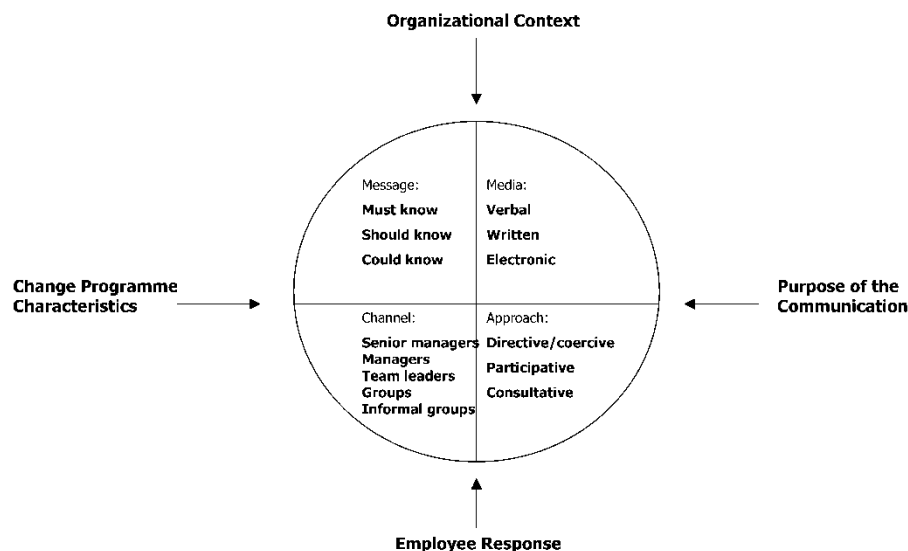 Organizational Context
Message:
Must know
Should know
Could know
Media:
Verbal
Written
Electronic
Change Programme
Characteristics
Purpose of the
Communication
Channel:
Senior managers
Managers
Team leaders
Groups
Informal groups
Approach:
Directive/coercive
Participative
Consultative
Employee Response